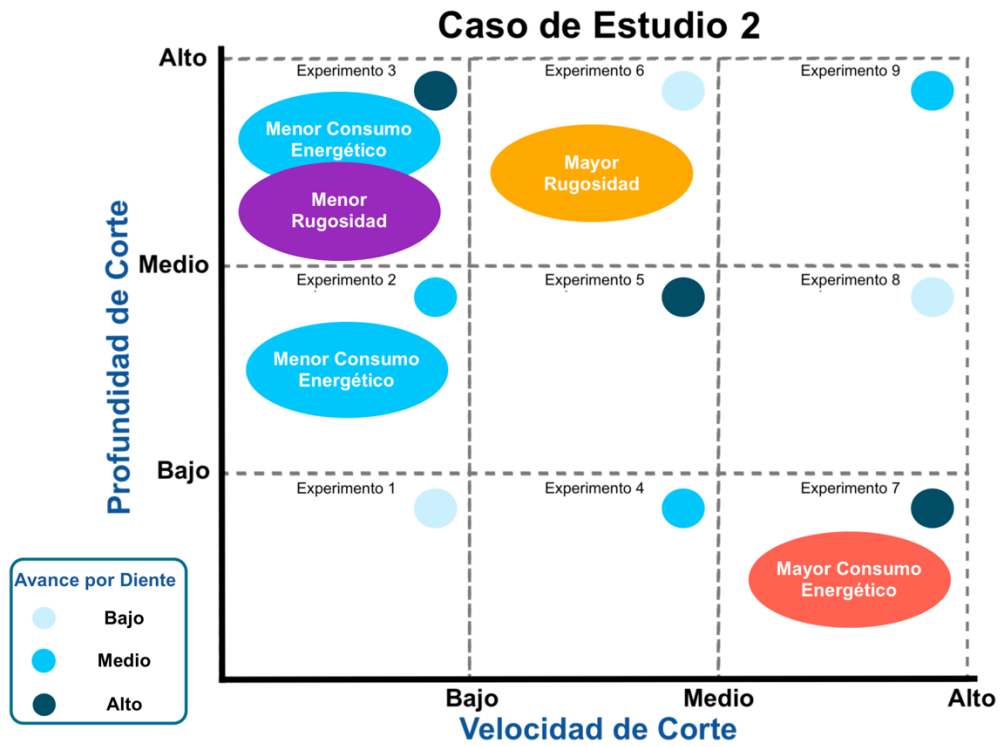 Caso de Estudio 2
Alto
Experimento 3
Experimento 6
Experimento 9
Menor Consumo
Energético
Mayor
Rugosidad
Menor
Rugosidad
Profundidad de Corte
Medio
Experimento 2
Experimento 5
Experimento 8
Menor Consumo
Energético
Bajo
Experimento 1
Experimento 4
Experimento 7
Mayor Consumo
Energético
Avance por Diente
Bajo
Medio
Alto
Bajo
Medio
Alto
Velocidad de Corte